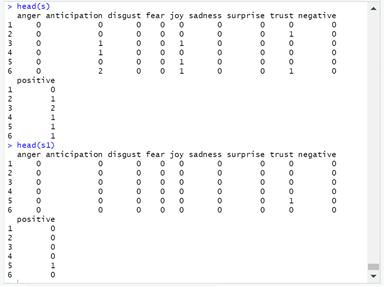 > head(s)
anger anticipation disgust fear joy sadness surprise trust negative
1 0 0 0 0 0 0 0 0 0
2 0 0 0 0 0 0 0 1 0
3 0 1 0 0 1 0 0 0 0
4 0 1 0 0 0 0 0 0 0
5 0 0 0 0 1 0 0 0 0
6 0 2 0 0 1 0 0 1 0
positive
1 0
2 1
3 2
4 1
5 1
6 1
> head(s1)
anger anticipation disgust fear joy sadness surprise trust negative
1 0 0 0 0 0 0 0 0 0
2 0 0 0 0 0 0 0 0 0
3 0 0 0 0 0 0 0 0 0
4 0 0 0 0 0 0 0 0 0
5 0 0 0 0 0 0 0 1 0
6 0 0 0 0 0 0 0 0 0
positive
1 0
2 0
3 0
4 0
5 1
6 0